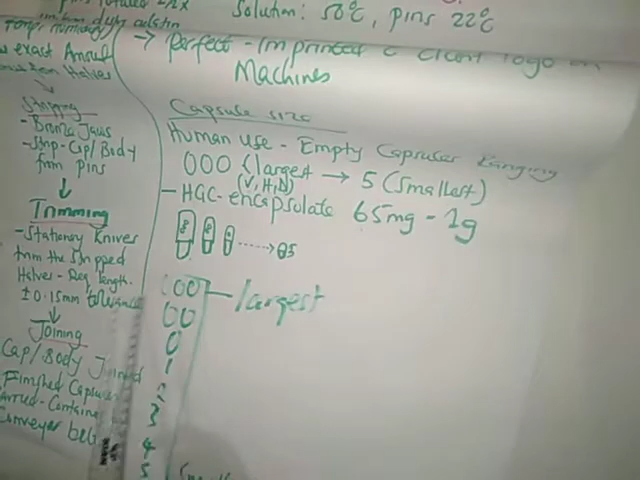 Solution: 50°C, pins 22°C
→ perfect - Imprinted c client logo on
Machines
Stripping
- Bronze Jaws
- Strip - Cap/Body
from pins
↓
Trimming
- Stationary Knives
trim the stripped
Halves - Req length.
±0.15mm tolerance
↓
Joining
Cap/Body Joined
Finished Capsules
Conveyer belt
Capsule size
Human use - Empty Capsules Ranging
000 (largest → 5 (Smallest)
(V,H,N)
- HGC - encapsulate 65mg - 1g
000 - largest
00
0
1
2
3
4
5